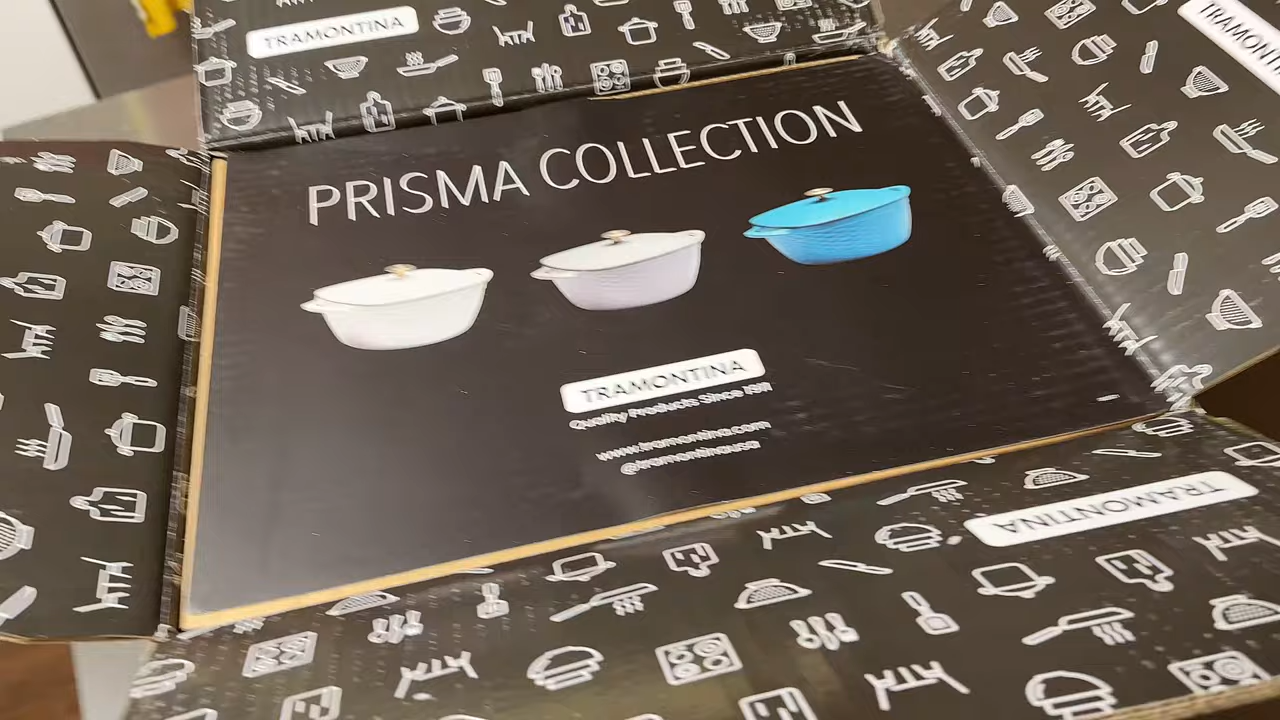 TRAMONTINA
TRAMONTINA
PRISMA COLLECTION
TRAMONTINA
Quality Products Since 1911
www.tramontina.com
@tramontinausa
TRAMONTINA